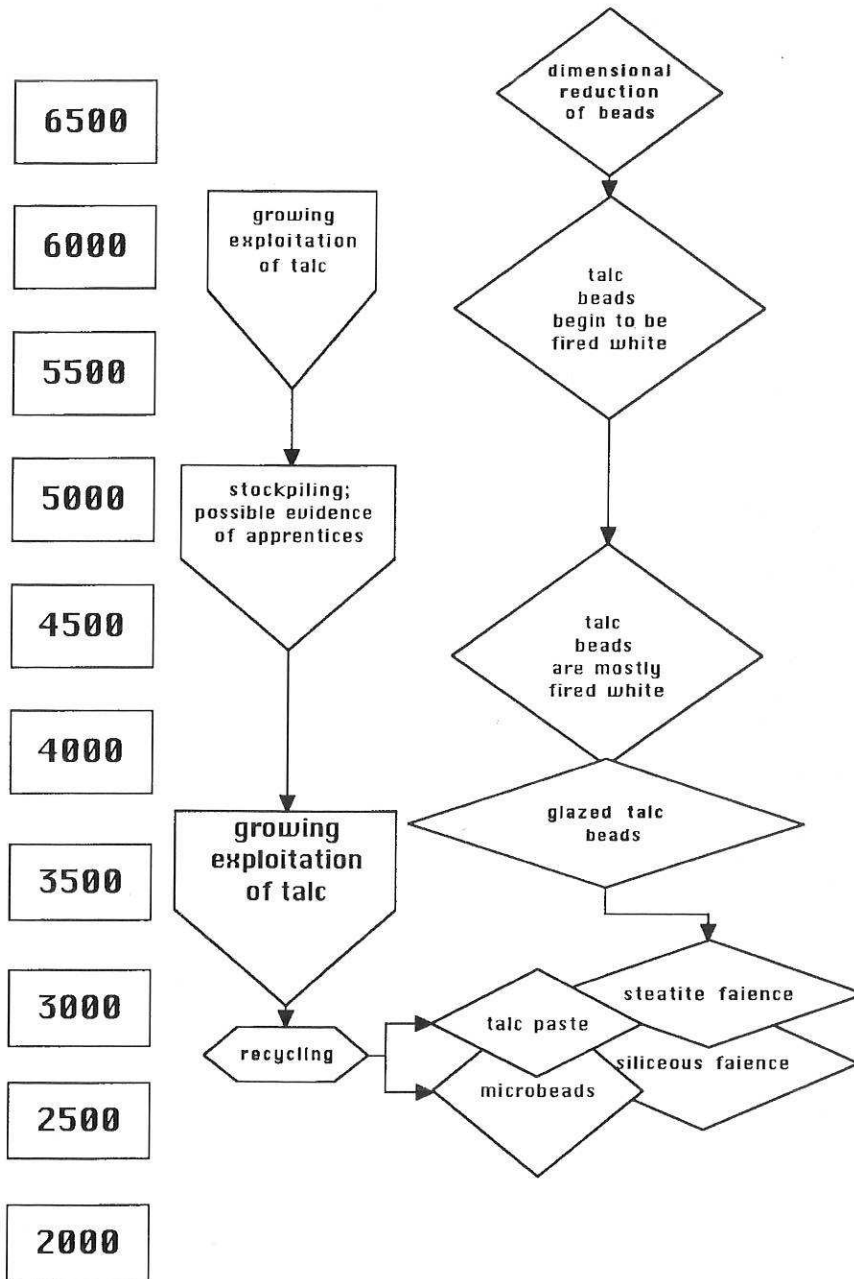 6500
6000
5500
5000
4500
4000
3500
3000
2500
2000
growing
exploitation
of talc
stockpiling;
possible evidence
of apprentices
growing
exploitation
of talc
recycling
dimensional
reduction
of beads
talc
beads
begin to be
fired white
talc
beads
are mostly
fired white
glazed talc
beads
steatite faience
talc paste
siliceous faience
microbeads